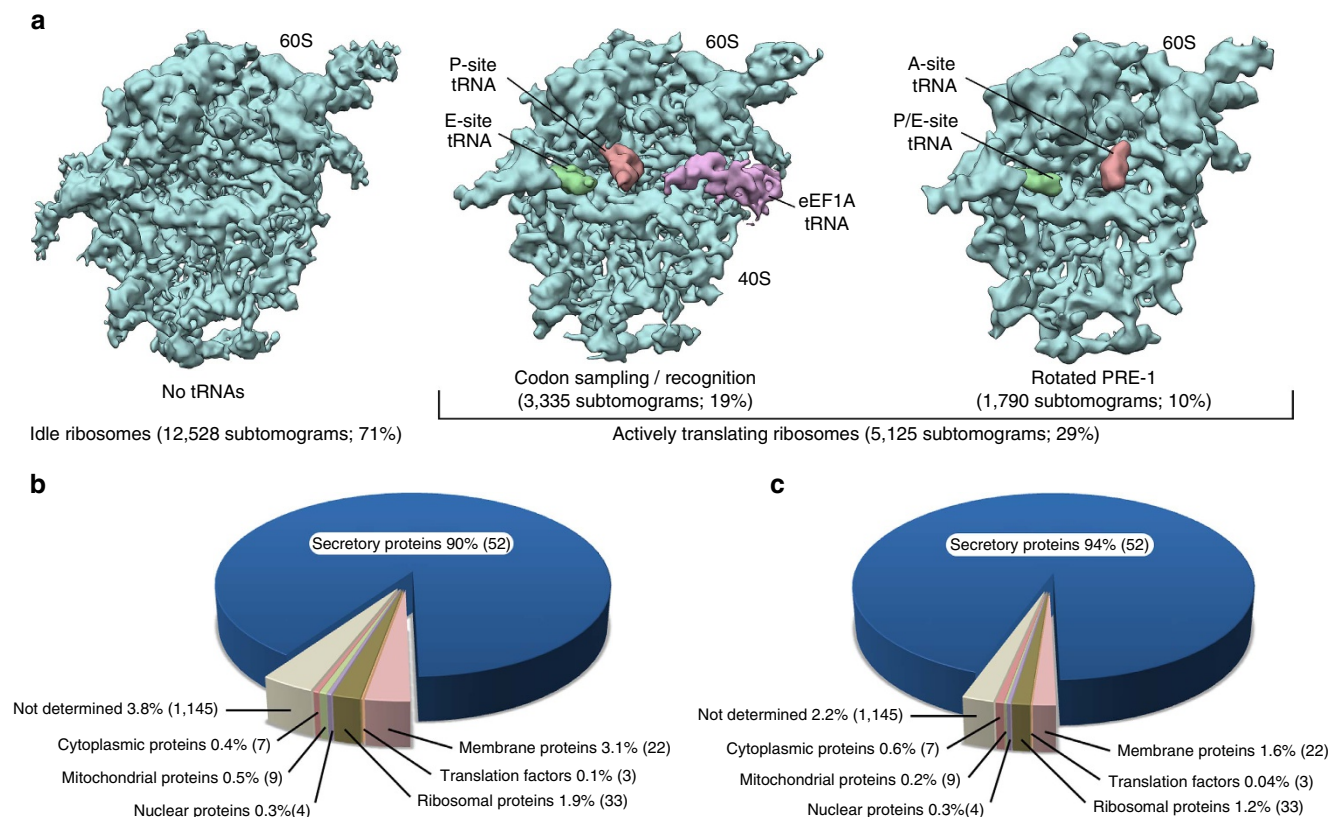 a
60S
P-site
tRNA
E-site
tRNA
60S
eEF1A
tRNA
40S
60S
A-site
tRNA
P/E-site
tRNA
No tRNAs
Codon sampling / recognition
(3,335 subtomograms; 19%)
Rotated PRE-1
(1,790 subtomograms; 10%)
Idle ribosomes (12,528 subtomograms; 71%)
Actively translating ribosomes (5,125 subtomograms; 29%)
b
Secretory proteins 90% (52)
Not determined 3.8% (1,145)
Cytoplasmic proteins 0.4% (7)
Mitochondrial proteins 0.5% (9)
Nuclear proteins 0.3%(4)
Membrane proteins 3.1% (22)
Translation factors 0.1% (3)
Ribosomal proteins 1.9% (33)
c
Secretory proteins 94% (52)
Not determined 2.2% (1,145)
Cytoplasmic proteins 0.6% (7)
Mitochondrial proteins 0.2% (9)
Nuclear proteins 0.3%(4)
Membrane proteins 1.6% (22)
Translation factors 0.04% (3)
Ribosomal proteins 1.2% (33)